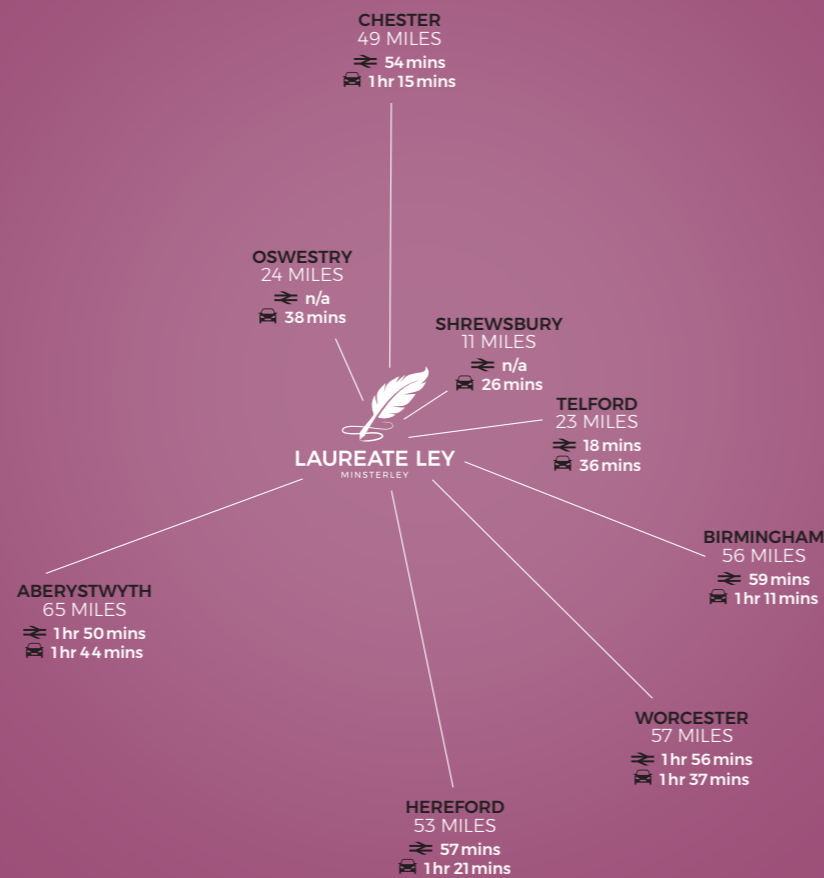 CHESTER
49 MILES
54 mins
1 hr 15 mins
OSWESTRY
24 MILES
n/a
38 mins
SHREWSBURY
11 MILES
n/a
26 mins
TELFORD
23 MILES
18 mins
36 mins
LAUREATE LEY
MINSTERLEY
BIRMINGHAM
56 MILES
59 mins
1 hr 11 mins
ABERYSTWYTH
65 MILES
1 hr 50 mins
1 hr 44 mins
WORCESTER
57 MILES
1 hr 56 mins
1 hr 37 mins
HEREFORD
53 MILES
57 mins
1 hr 21 mins